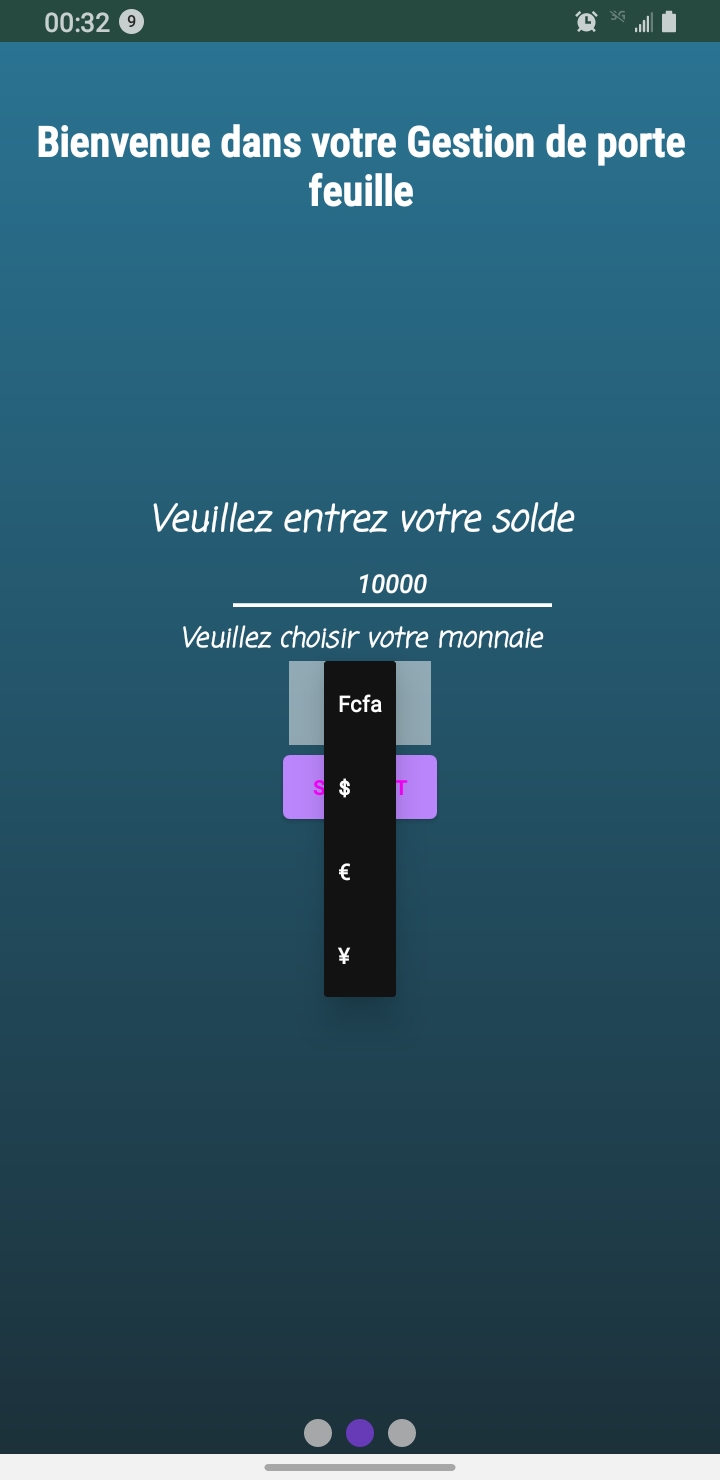 00:32 9
3G
Bienvenue dans votre Gestion de porte
feuille
Veuillez entrez votre solde
10000
Veuillez choisir votre monnaie
Fcfa
$
€
¥